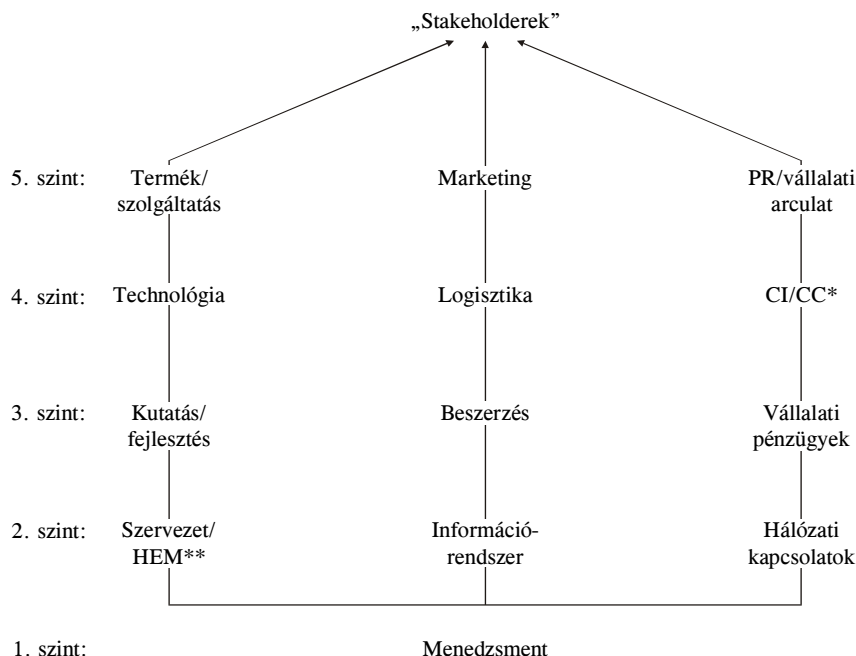 „Stakeholderek”
5. szint: Termék/ Marketing PR/vállalati
szolgáltatás arculat
4. szint: Technológia Logisztika CI/CC*
3. szint: Kutatás/ Beszerzés Vállalati
fejlesztés pénzügyek
2. szint: Szervezet/ Információ- Hálózati
HEM** rendszer kapcsolatok
1. szint: Menedzsment